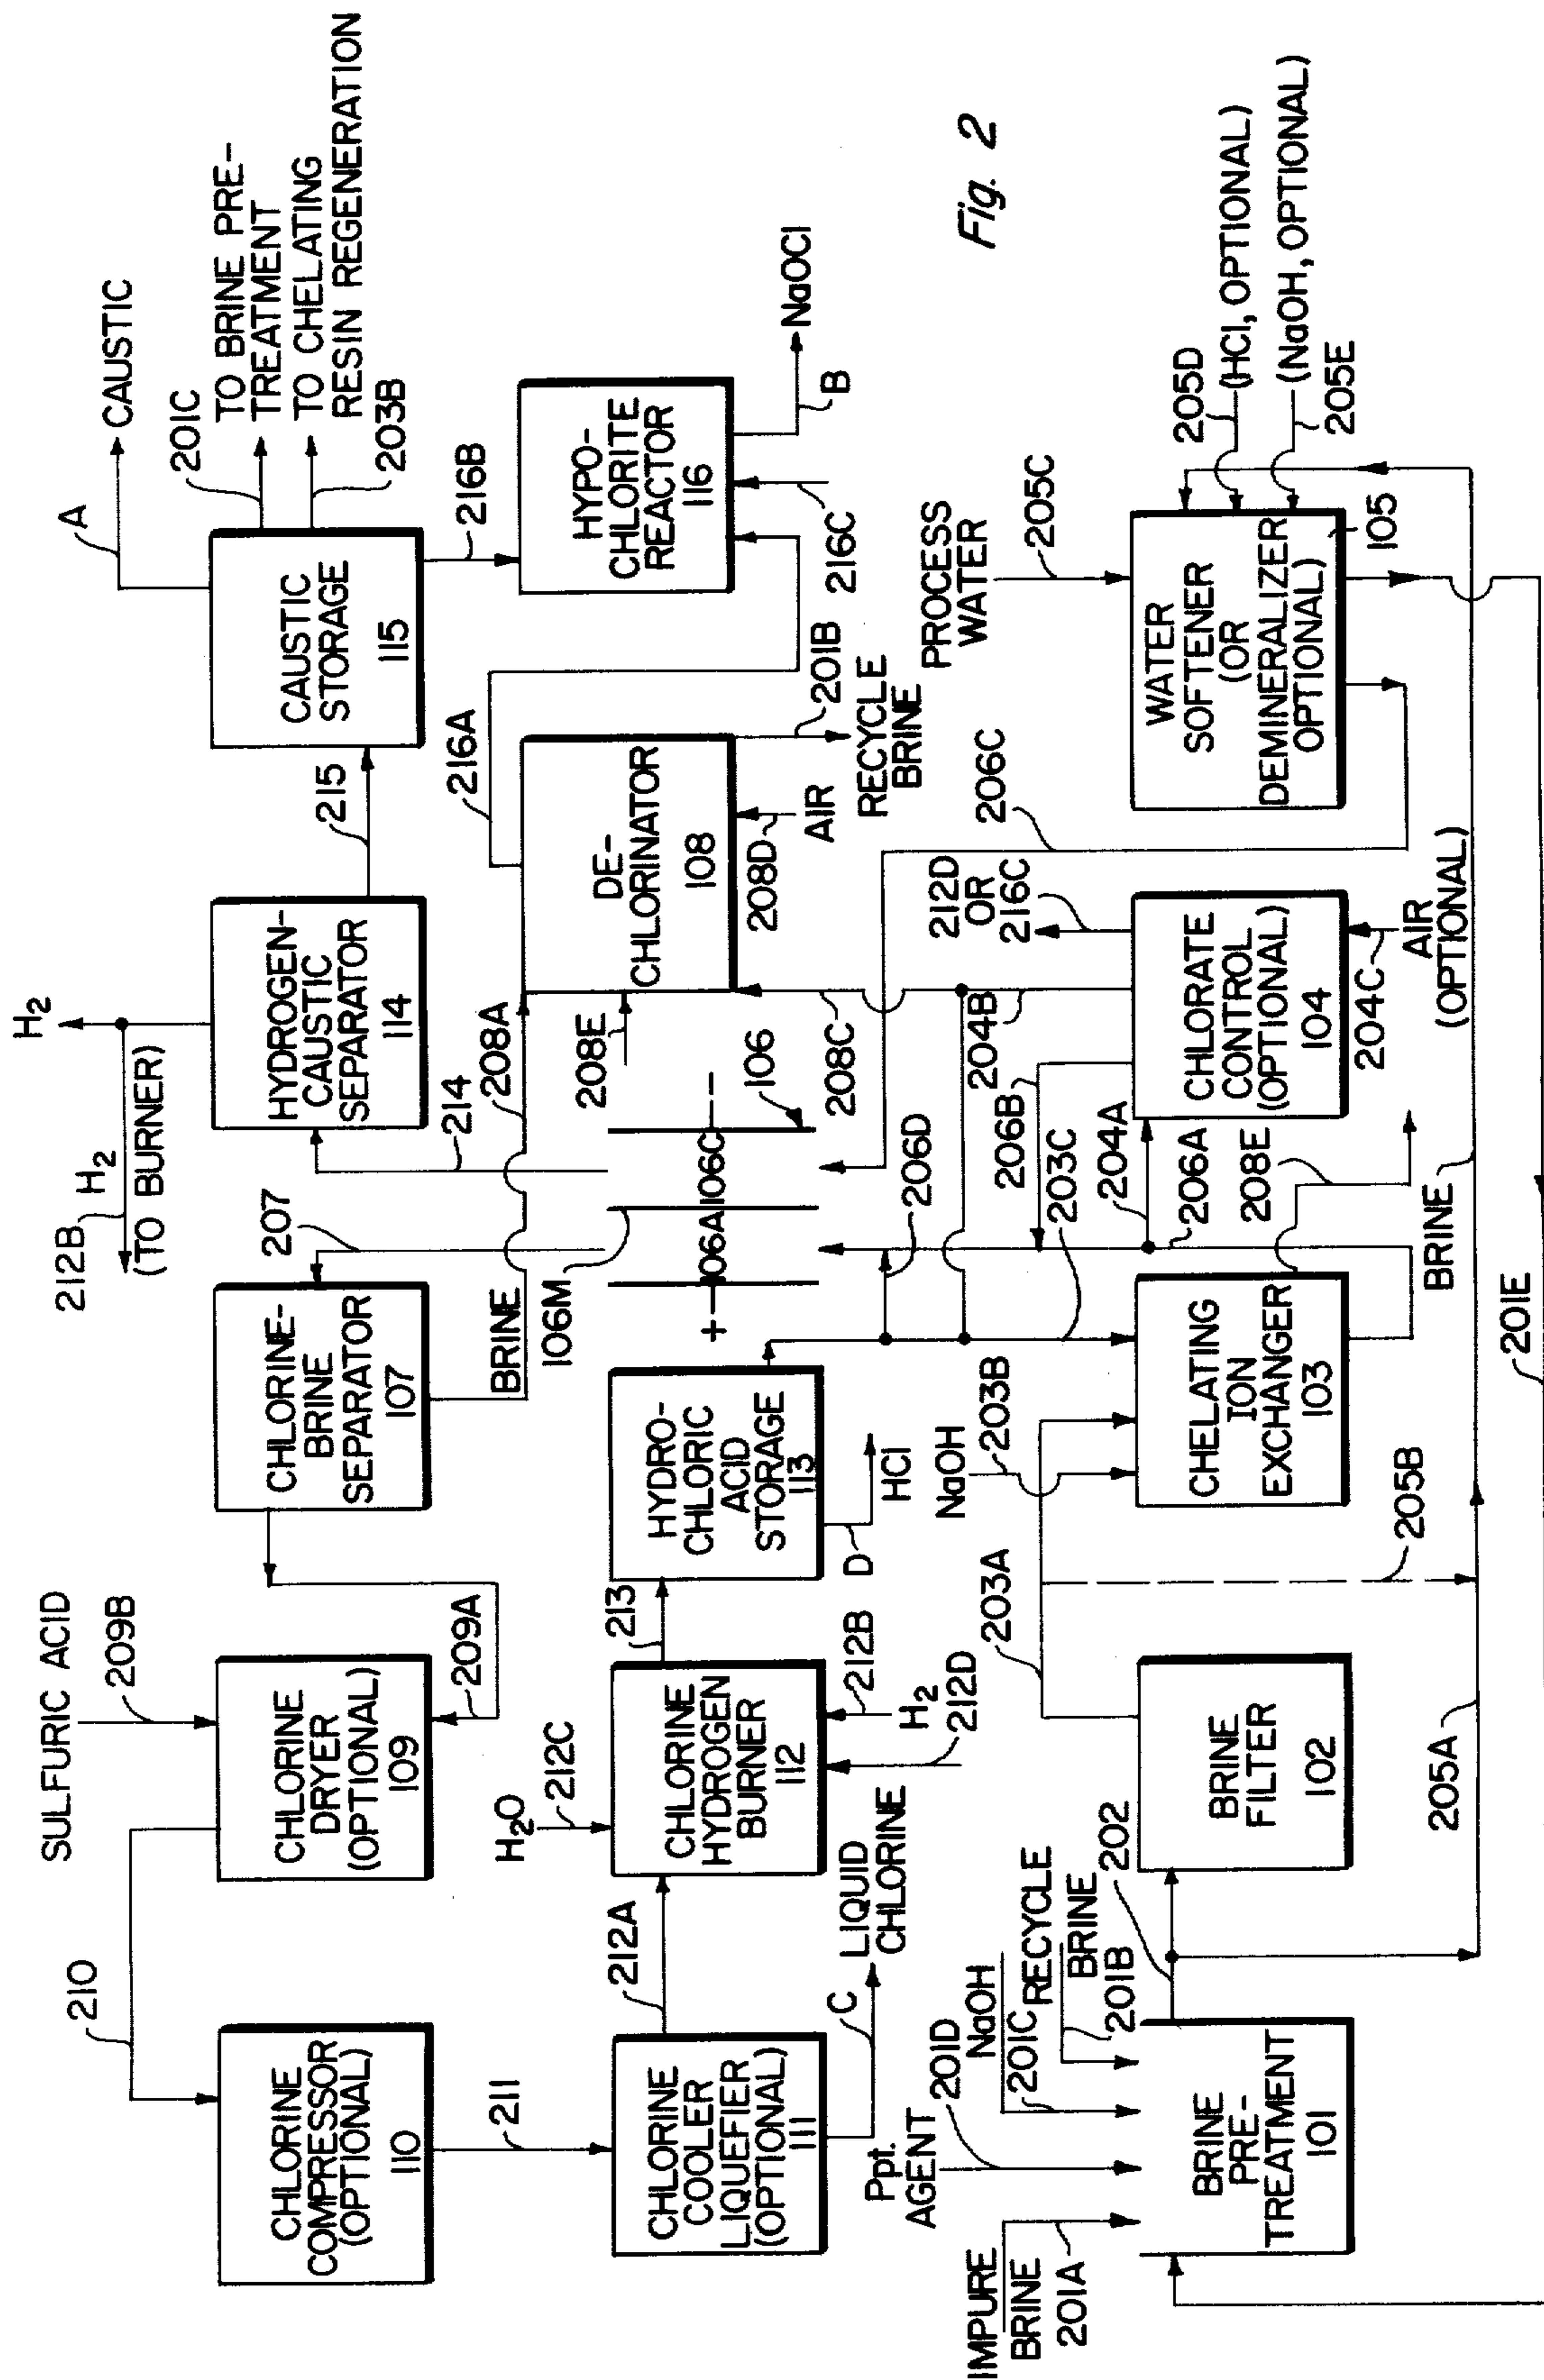 Fig. 2
H2
212B
H2
(TO BURNER)
A
CAUSTIC
201C
TO BRINE PRE-
TREATMENT
TO CHELATING
RESIN REGENERATION
203B
SULFURIC ACID
209B
210
CHLORINE
COMPRESSOR
(OPTIONAL)
110
CHLORINE
DRYER
(OPTIONAL)
109
209A
CHLORINE-
BRINE
SEPARATOR
107
207
214
HYDROGEN-
CAUSTIC
SEPARATOR
114
215
CAUSTIC
STORAGE
115
216B
211
H2O
212C
BRINE
208A
216A
CHLORINE
COOLER
LIQUEFIER
(OPTIONAL)
111
212A
CHLORINE
HYDROGEN
BURNER
112
213
HYDRO-
CHLORIC
ACID
STORAGE
113
106M
+
106A
106C
-
106
208E
DE-
CHLORINATOR
108
HYPO-
CHLORITE
REACTOR
116
C
LIQUID
CHLORINE
212B
H2
212D
D
HCl
208C
208D
AIR
201B
RECYCLE
BRINE
216C
B
NaOCl
IMPURE
BRINE
201A
Ppt.
AGENT
201D
NaOH
201C
RECYCLE
BRINE
201B
202
203A
NaOH
203B
206D
203C
206B
204A
204B
212D
OR
216C
206C
PROCESS
WATER
205C
205D
(HCl, OPTIONAL)
(NaOH, OPTIONAL)
205E
BRINE
PRE-
TREATMENT
101
BRINE
FILTER
102
CHELATING
ION
EXCHANGER
103
206A
208E
CHLORATE
CONTROL
(OPTIONAL)
104
204C
AIR
(OPTIONAL)
WATER
SOFTENER
(OR
DEMINERALIZER
OPTIONAL)
105
205A
205B
BRINE
201E